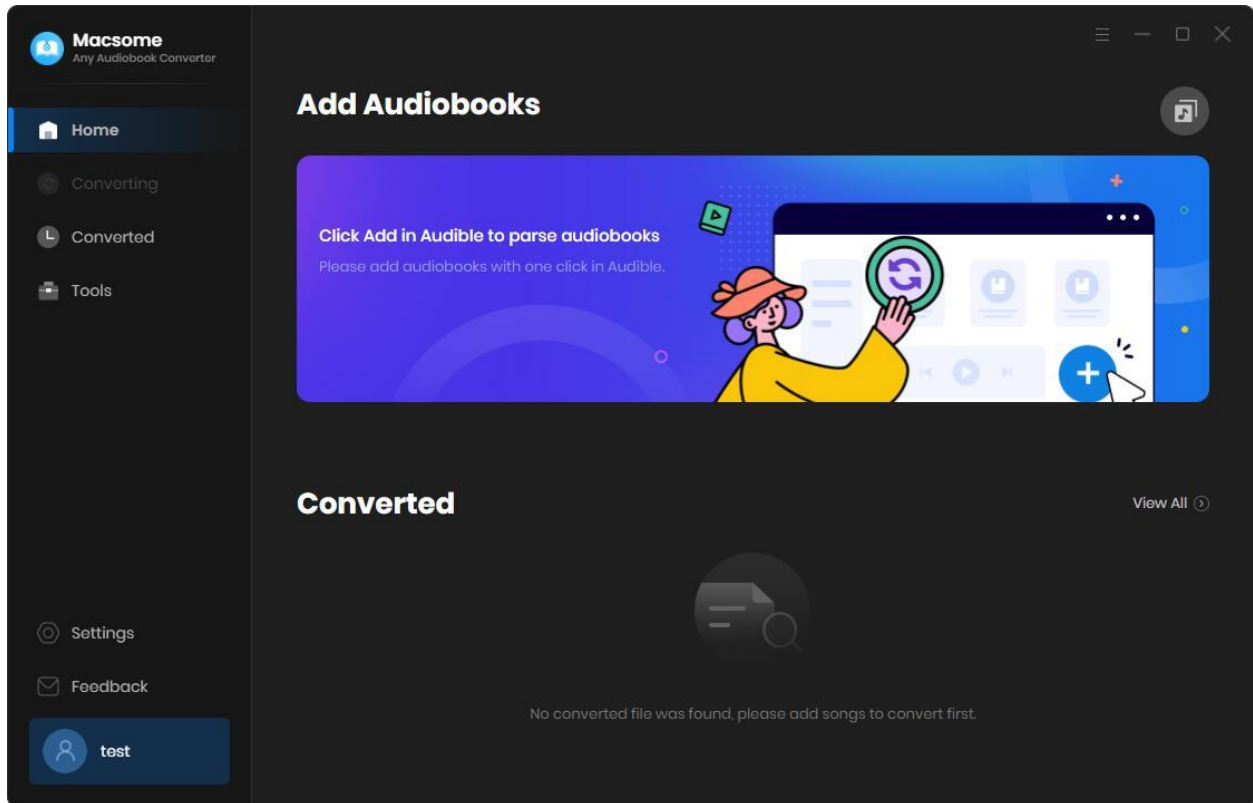 Macsome
Any Audiobook Converter
Home
Converting
Converted
Tools
Settings
Feedback
test
Add Audiobooks
Click Add in Audible to parse audiobooks
Please add audiobooks with one click in Audible.
Converted
View All
No converted file was found, please add songs to convert first.